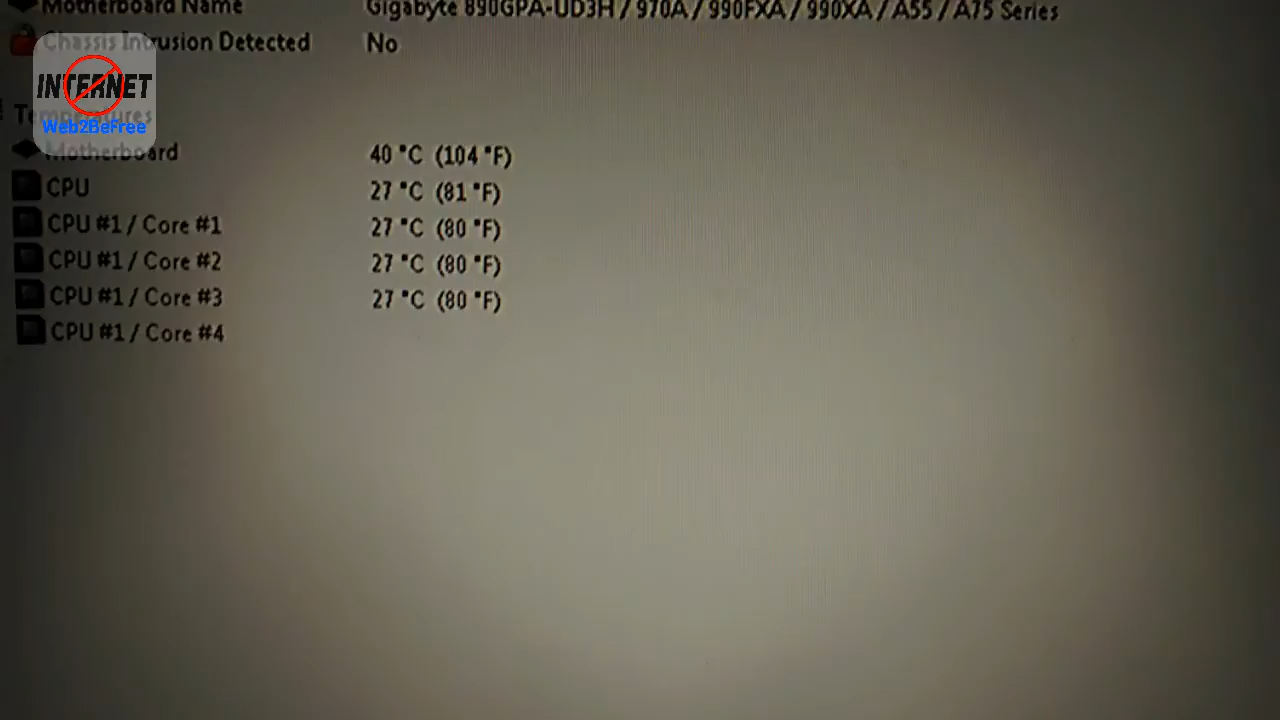 Motherboard Name Gigabyte 890GPA-UD3H / 970A / 990FXA / 990XA / A55 / A75 Series
Chassis Intrusion Detected No
INTERNET
Web2BeFree
Temperatures
Motherboard 40 °C (104 °F)
CPU 27 °C (81 °F)
CPU #1 / Core #1 27 °C (80 °F)
CPU #1 / Core #2 27 °C (80 °F)
CPU #1 / Core #3 27 °C (80 °F)
CPU #1 / Core #4